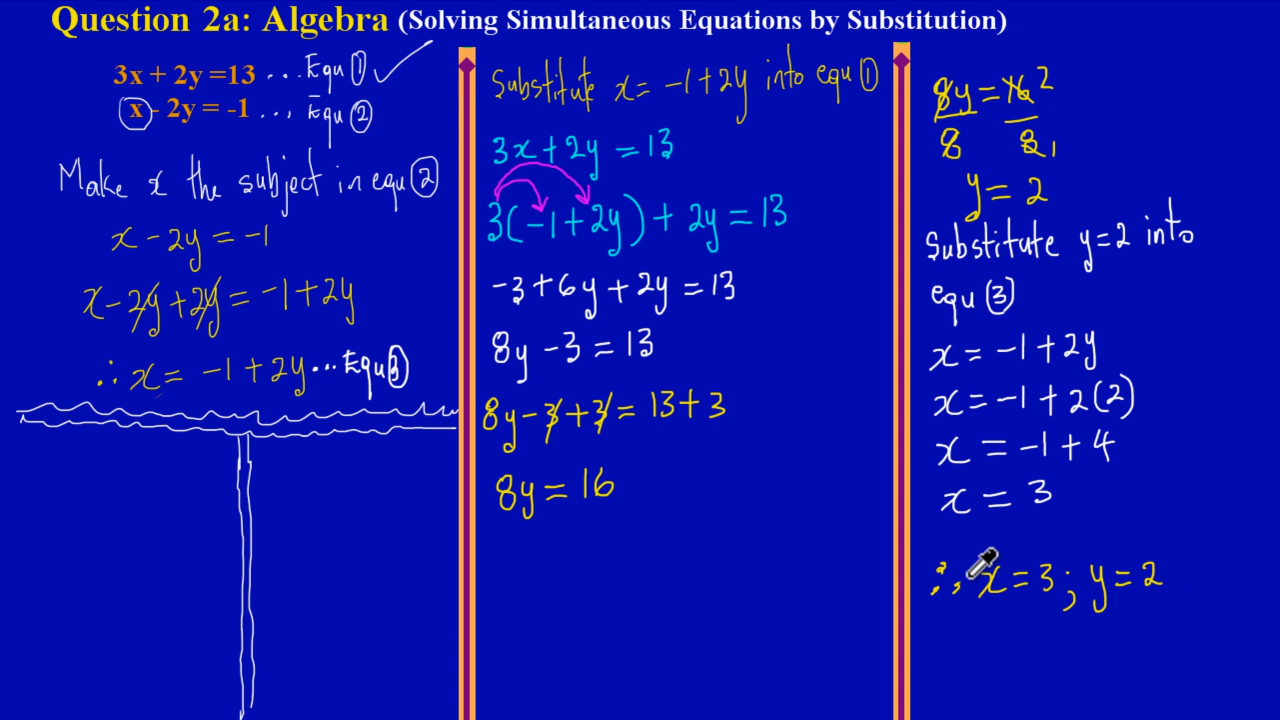 Question 2a: Algebra (Solving Simultaneous Equations by Substitution)
3x + 2y =13 ... Equ ①
x - 2y = -1 ... Equ ②
Make x the subject in equ ②
x - 2y = -1
x - 2y + 2y = -1 + 2y
∴ x = -1 + 2y ... Equ ③
Substitute x = -1 + 2y into equ ①
3x + 2y = 13
3(-1 + 2y) + 2y = 13
-3 + 6y + 2y = 13
8y - 3 = 13
8y - 3 + 3 = 13 + 3
8y = 16
8y = 16 2
8 8 1
y = 2
Substitute y = 2 into
equ ③
x = -1 + 2y
x = -1 + 2(2)
x = -1 + 4
x = 3
∴ x = 3 ; y = 2